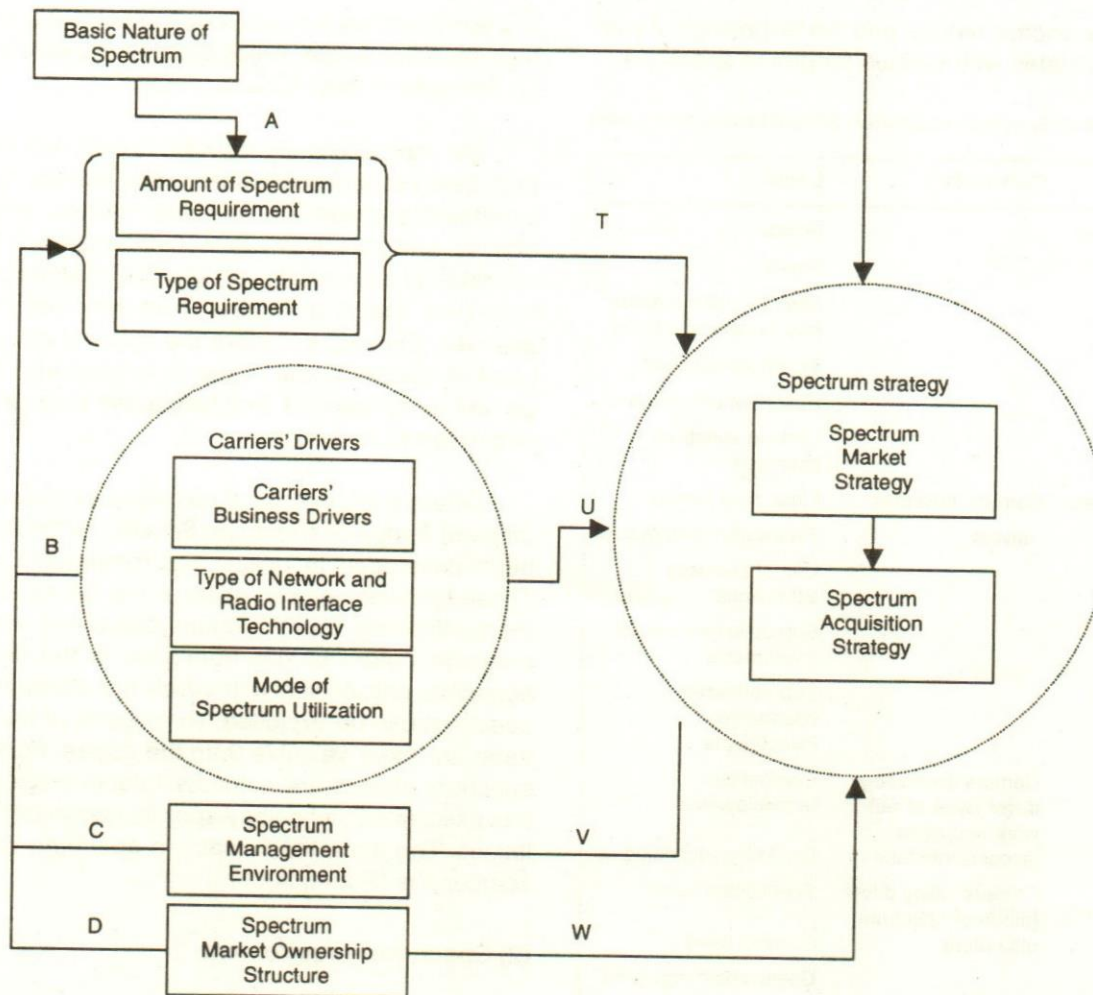 Basic Nature of
Spectrum
A
Amount of Spectrum
Requirement
T
Type of Spectrum
Requirement
Spectrum strategy
Carriers' Drivers
Spectrum
Market
Strategy
Carriers'
Business Drivers
U
B
Type of Network and
Radio Interface
Technology
Spectrum
Acquisition
Strategy
Mode of
Spectrum Utilization
C
Spectrum
Management
Environment
V
D
Spectrum
Market Ownership
Structure
W